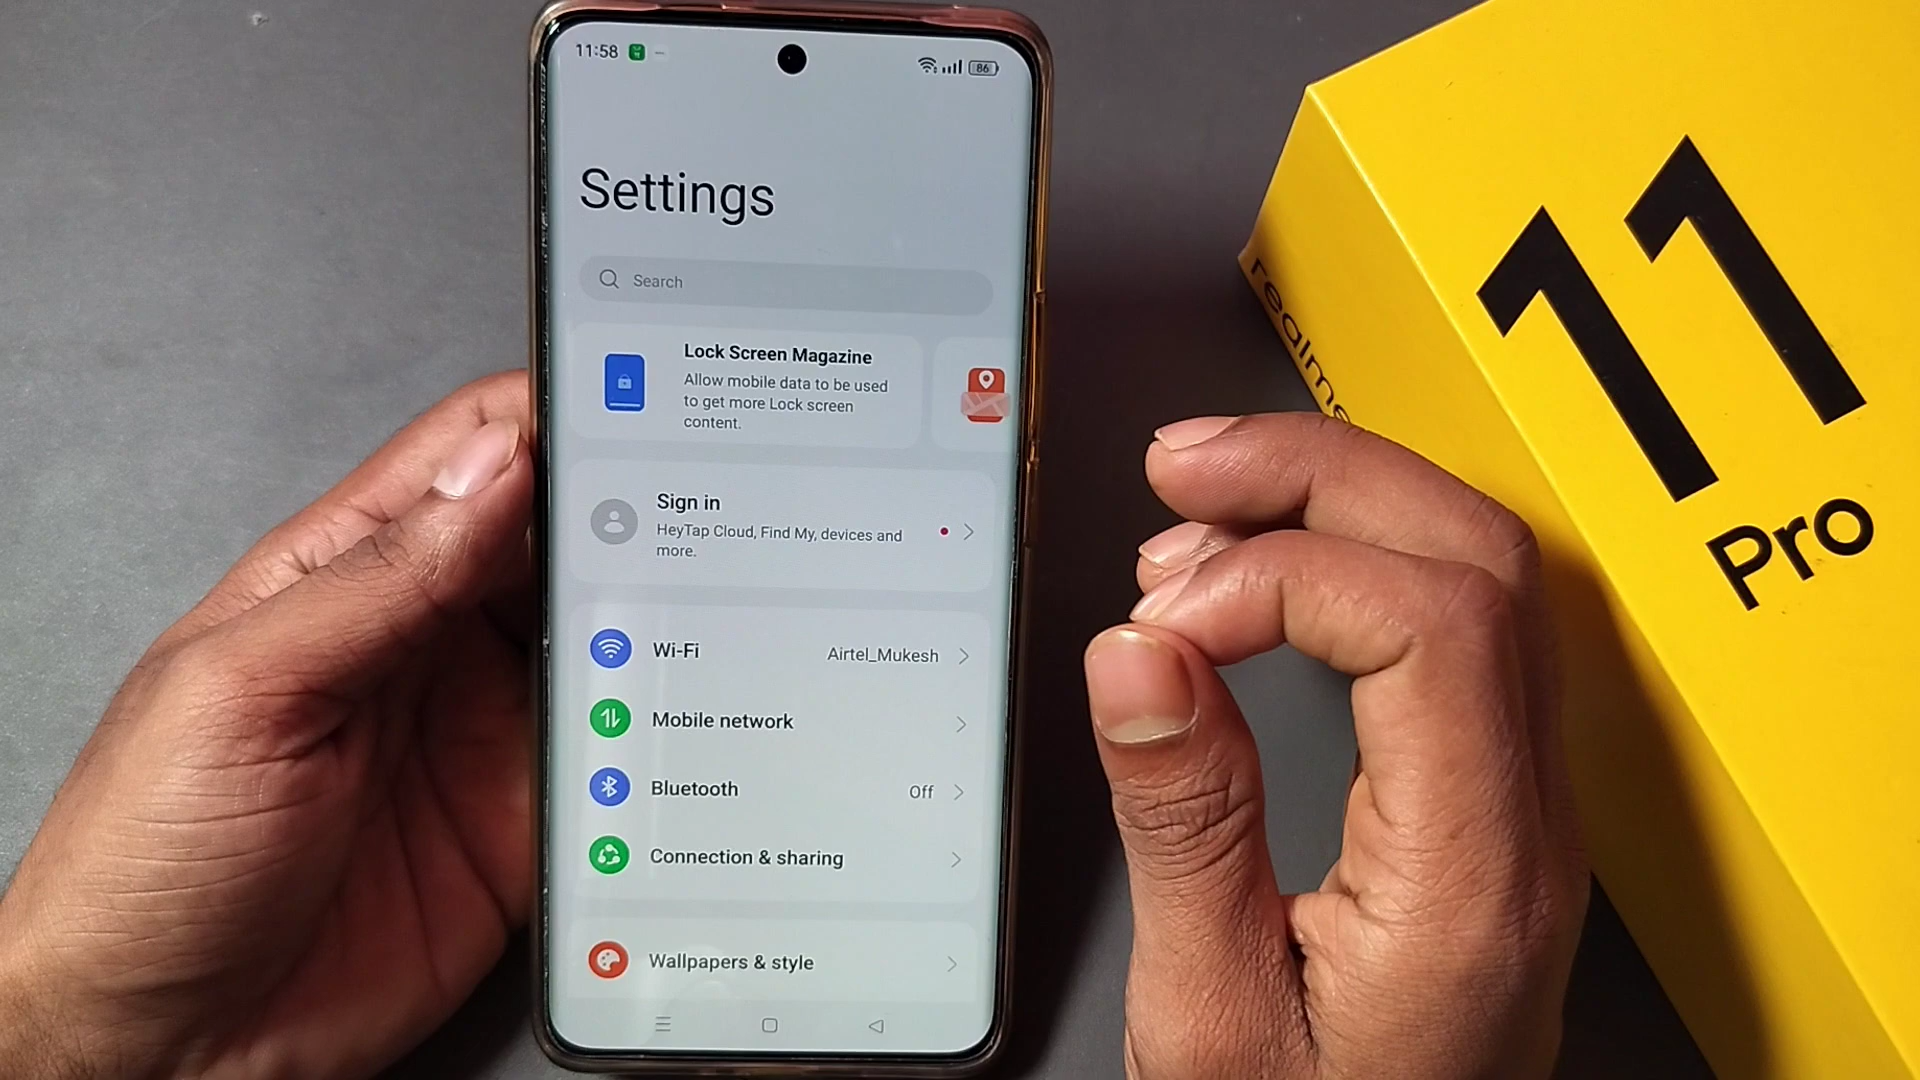 11:58
86
Settings
Search
Lock Screen Magazine
Allow mobile data to be used
to get more Lock screen
content.
Sign in
HeyTap Cloud, Find My, devices and
more.
Wi-Fi Airtel_Mukesh
Mobile network
Bluetooth Off
Connection & sharing
Wallpapers & style
realme
11
Pro